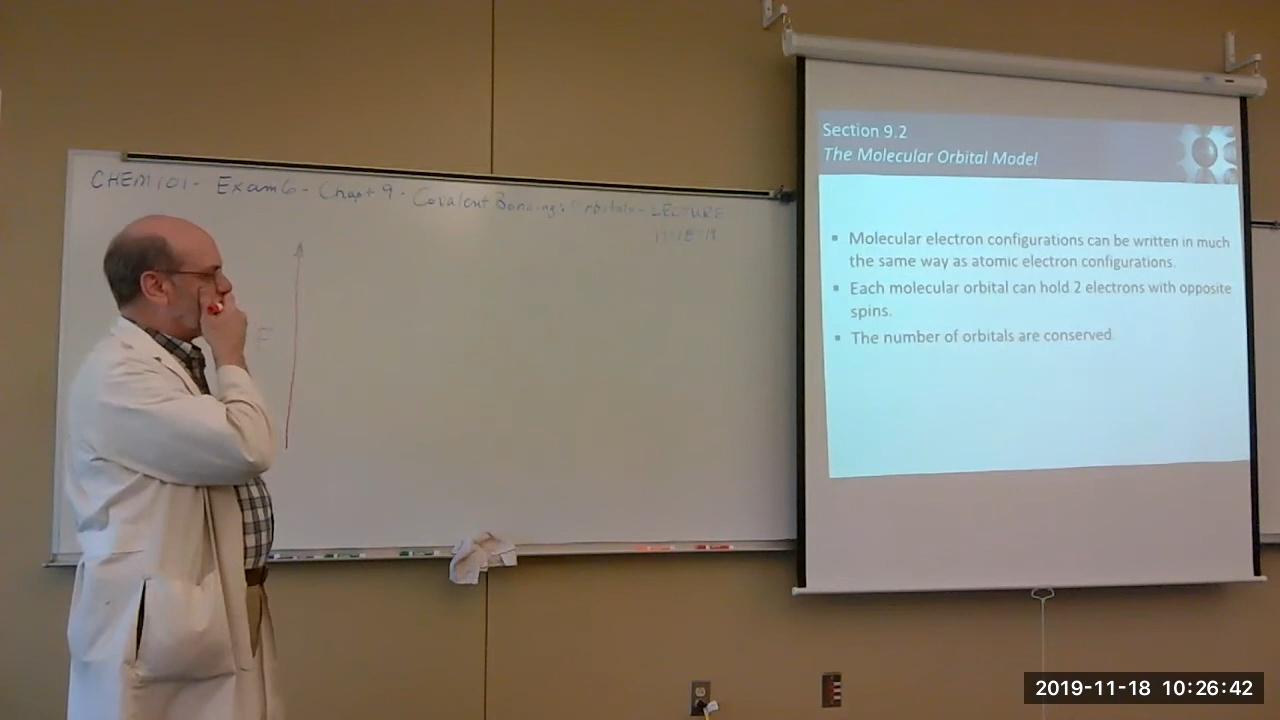 CHEM 101 - Exam 6 - Chapt 9 - Covalent Bonding: Orbitals - LECTURE
11-18-19
E
Section 9.2
The Molecular Orbital Model
▪ Molecular electron configurations can be written in much
the same way as atomic electron configurations.
▪ Each molecular orbital can hold 2 electrons with opposite
spins.
▪ The number of orbitals are conserved.
2019-11-18 10:26:42